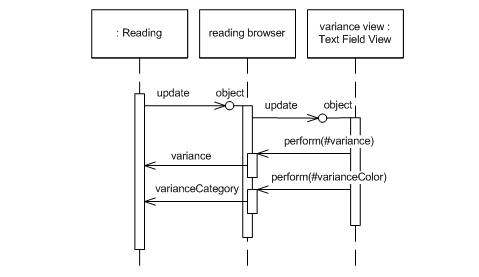 : Reading
reading browser
variance view :
Text Field View
update
object
update
object
perform(#variance)
variance
perform(#varianceColor)
varianceCategory